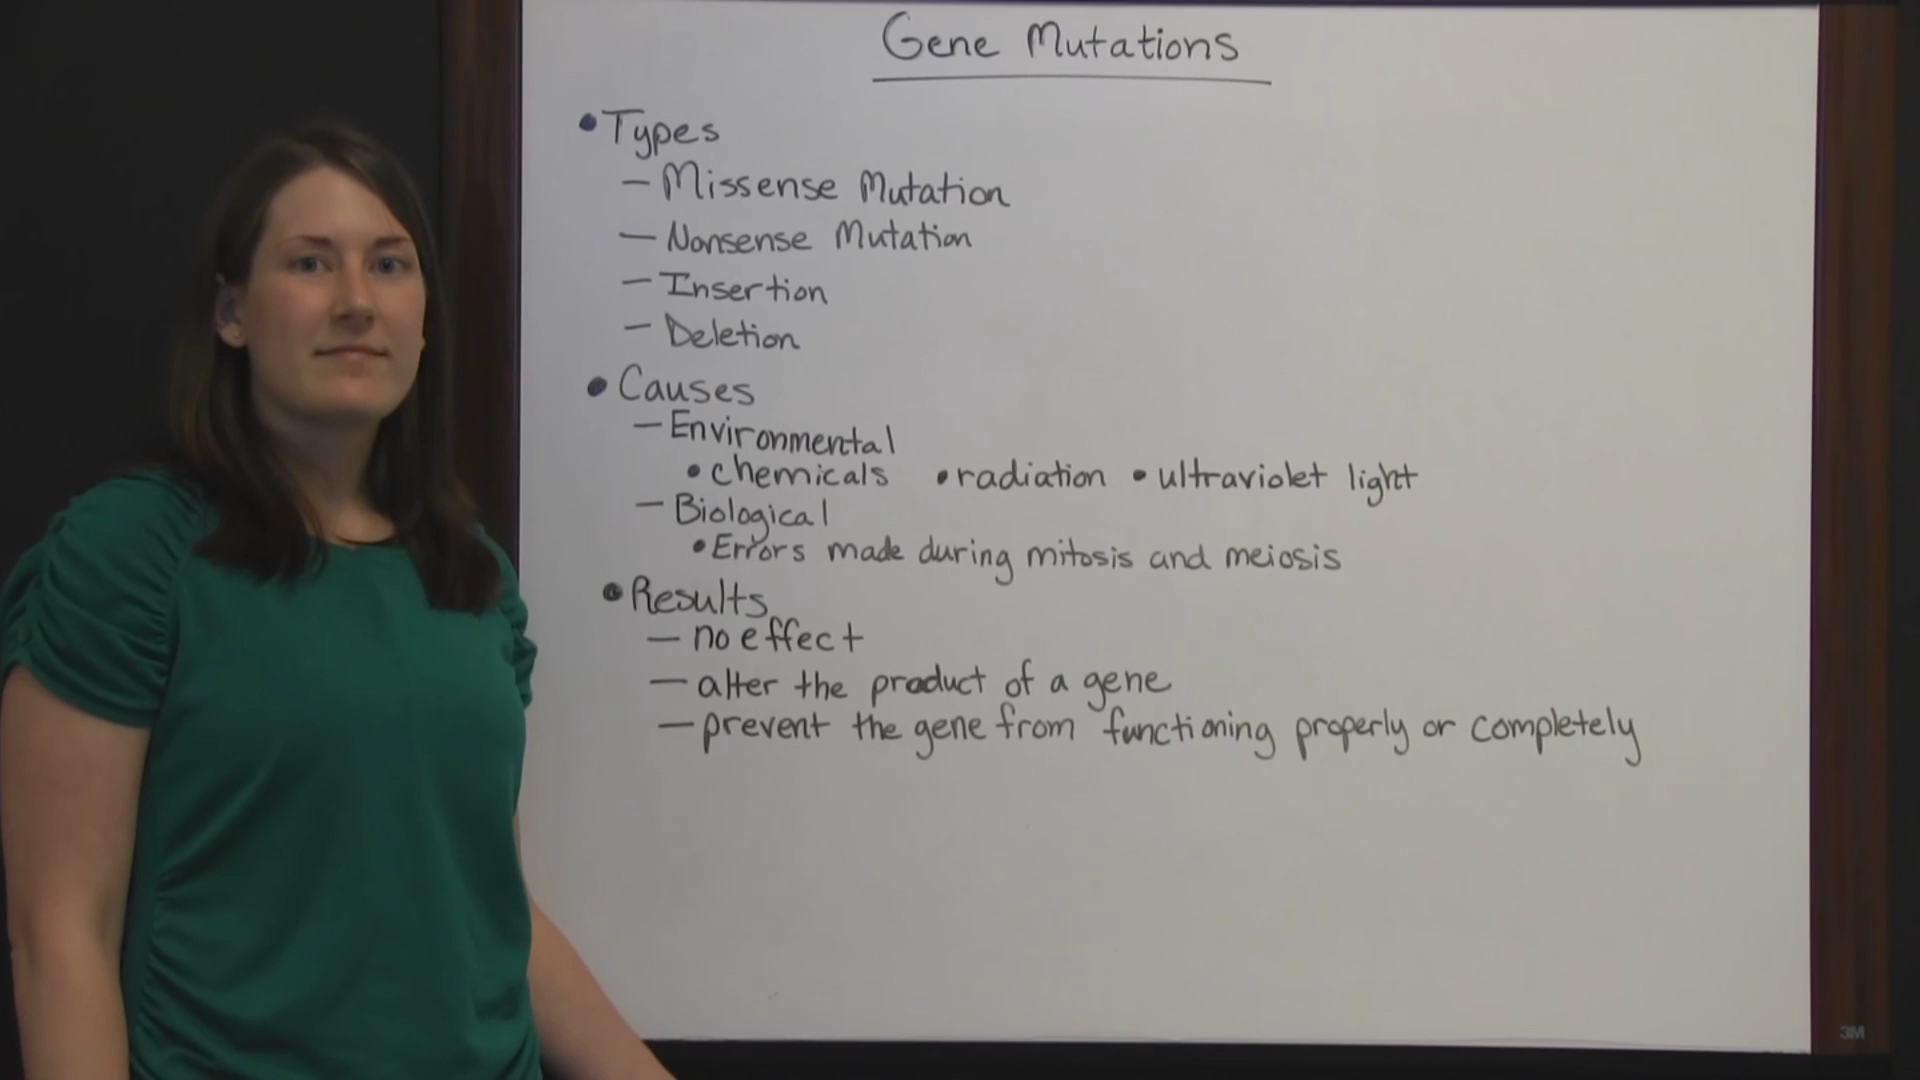 Gene Mutations
• Types
— Missense Mutation
— Nonsense Mutation
— Insertion
— Deletion
• Causes
— Environmental
• chemicals • radiation • ultraviolet light
— Biological
• Errors made during mitosis and meiosis
• Results
— no effect
— alter the product of a gene
— prevent the gene from functioning properly or completely
3M